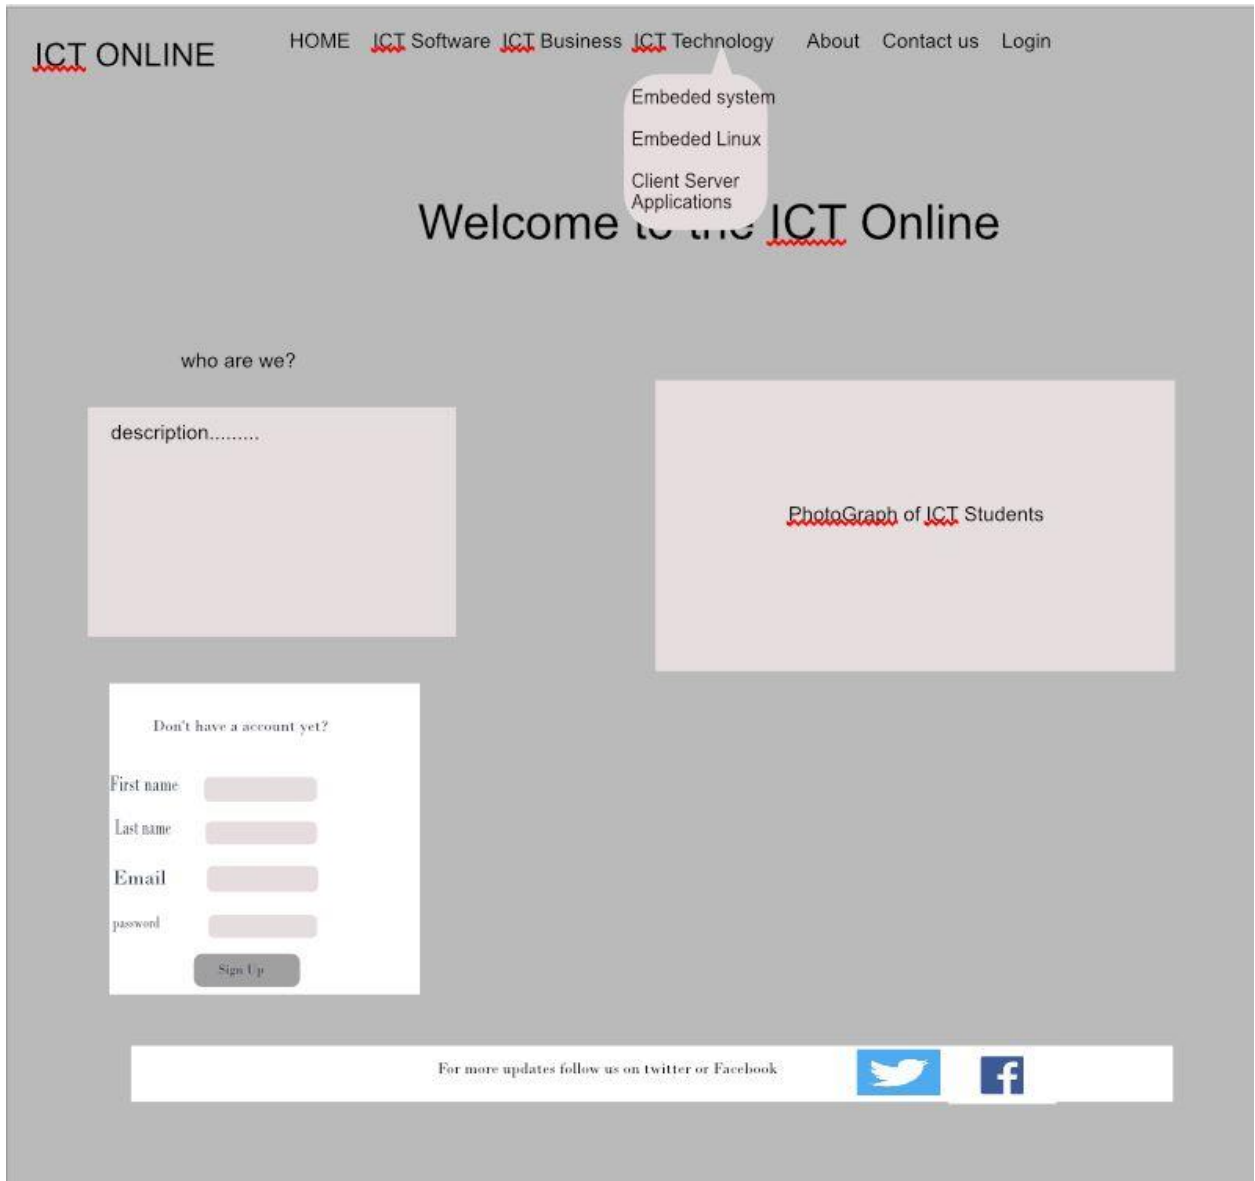 ICT ONLINE
HOME ICT Software ICT Business ICT Technology About Contact us Login
Embeded system
Embeded Linux
Client Server
Applications
Welcome to the ICT Online
who are we?
description.........
PhotoGraph of ICT Students
Don't have a account yet?
First name
Last name
Email
password
Sign Up
For more updates follow us on twitter or Facebook